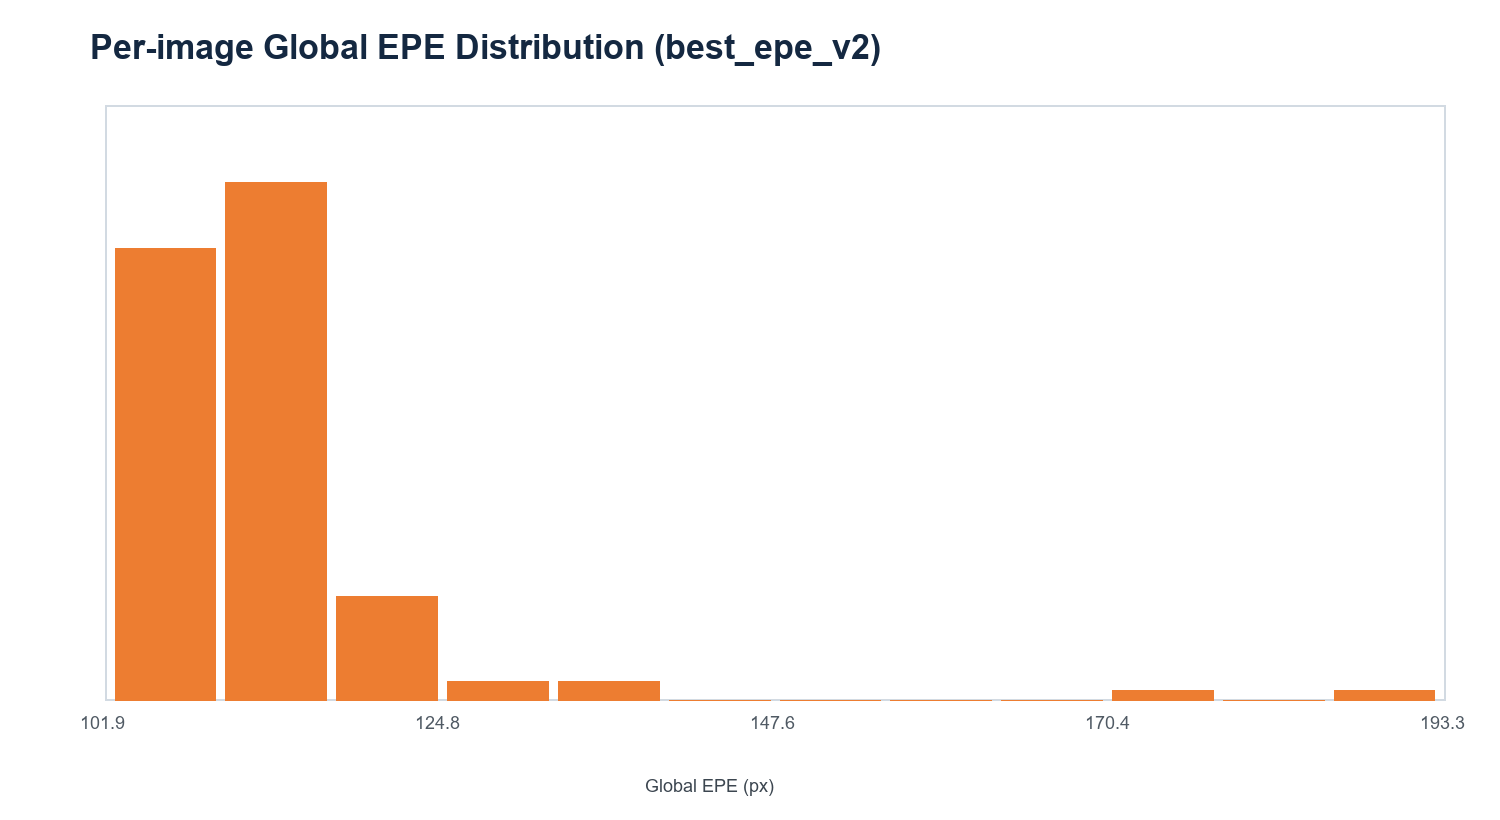 Per-image Global EPE Distribution (best_epe_v2)
101.9 124.8 147.6 170.4 193.3
Global EPE (px)